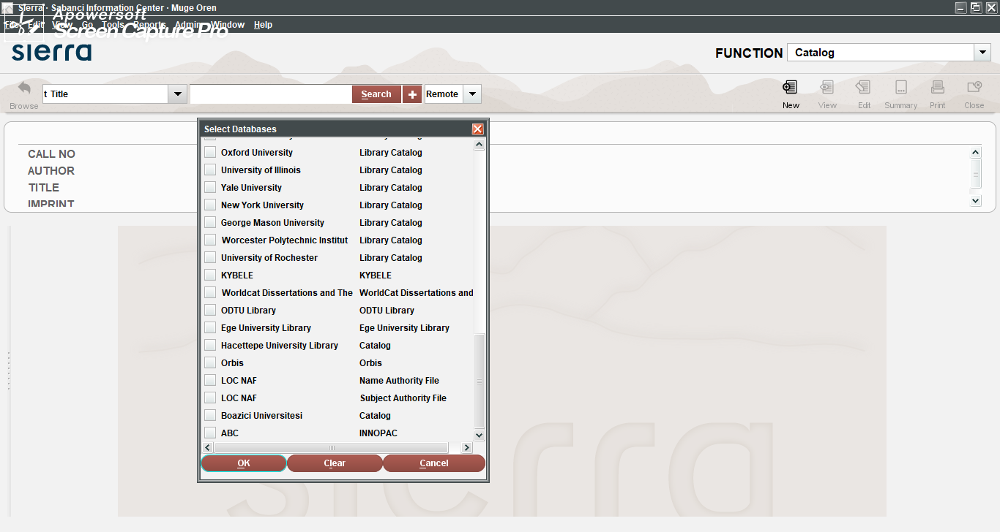 Sierra · Sabanci Information Center · Muge Oren
Apowersoft
Screen Capture Pro
File Edit View Go Tools Reports Admin Window Help
sierra
FUNCTION Catalog
Browse
t Title
Search + Remote
New View Edit Summary Print Close
CALL NO
AUTHOR
TITLE
IMPRINT
Select Databases
Oxford University Library Catalog
University of Illinois Library Catalog
Yale University Library Catalog
New York University Library Catalog
George Mason University Library Catalog
Worcester Polytechnic Institut Library Catalog
University of Rochester Library Catalog
KYBELE KYBELE
Worldcat Dissertations and The WorldCat Dissertations and
ODTU Library ODTU Library
Ege University Library Ege University Library
Hacettepe University Library Catalog
Orbis Orbis
LOC NAF Name Authority File
LOC NAF Subject Authority File
Boazici Universitesi Catalog
ABC INNOPAC
OK Clear Cancel
sierra